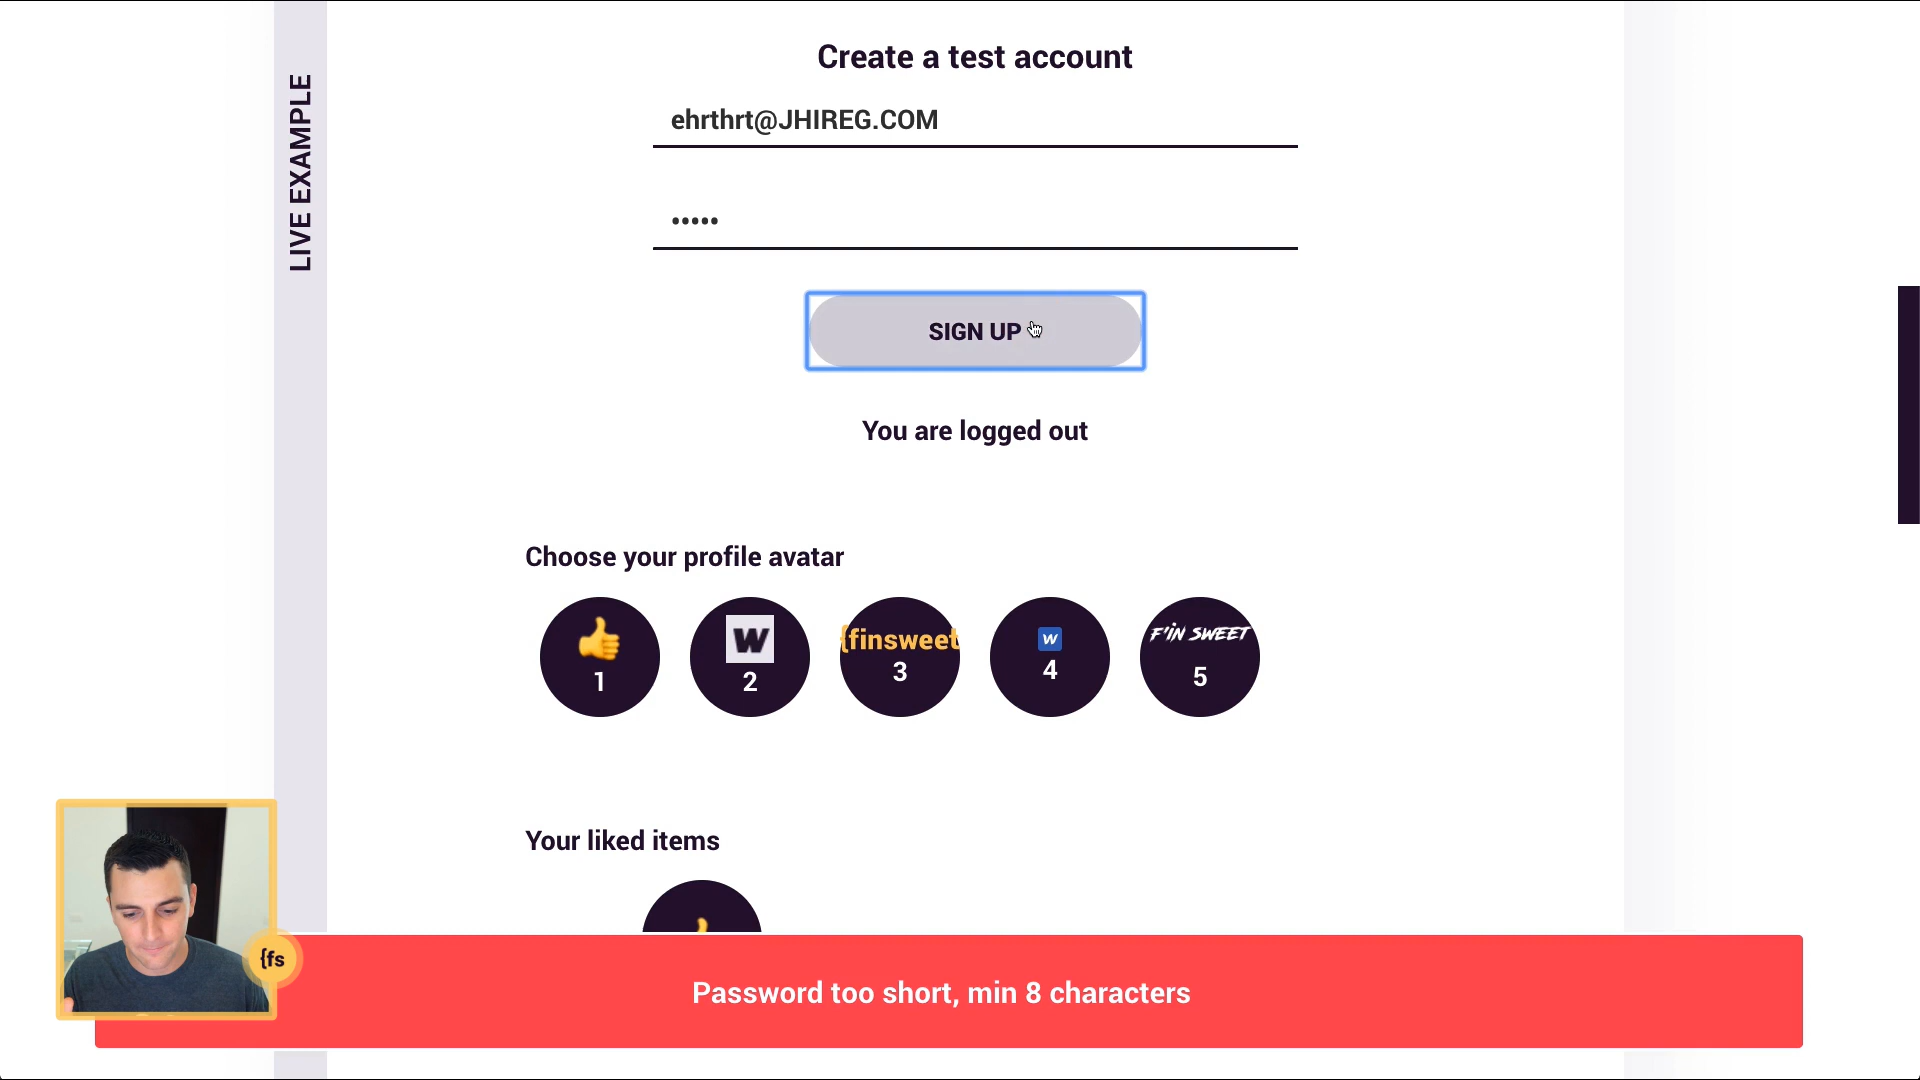 LIVE EXAMPLE
Create a test account
ehrthrt@JHIREG.COM
•••••
SIGN UP
You are logged out
Choose your profile avatar
1
W
2
{finsweet
3
w
4
F'IN SWEET
5
Your liked items
{fs
Password too short, min 8 characters